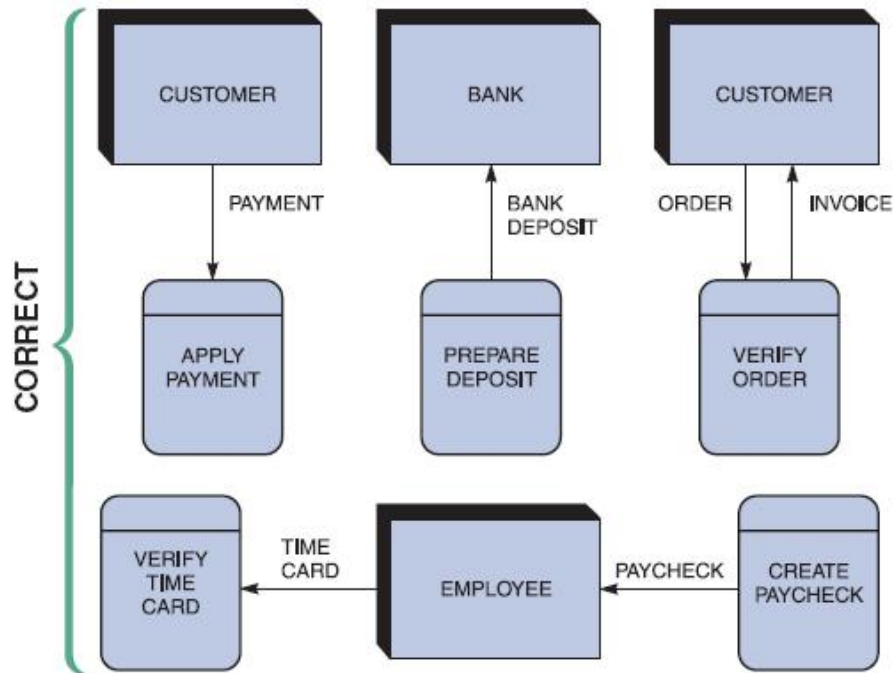 CORRECT
CUSTOMER
BANK
CUSTOMER
PAYMENT
BANK
DEPOSIT
ORDER
INVOICE
APPLY
PAYMENT
PREPARE
DEPOSIT
VERIFY
ORDER
VERIFY
TIME
CARD
TIME
CARD
EMPLOYEE
PAYCHECK
CREATE
PAYCHECK